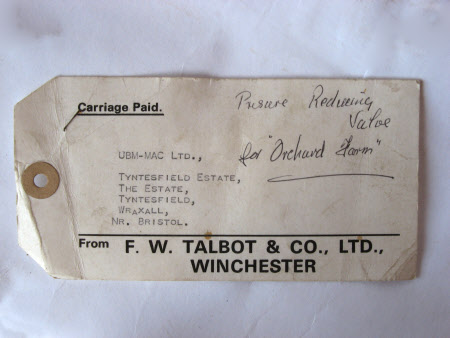 Carriage Paid.
Presure Reducing
Valve
for "Orchard Farm"
UBM-MAC LTD.,
TYNTESFIELD ESTATE,
THE ESTATE,
TYNTESFIELD,
WRAXALL,
NR. BRISTOL.
From F. W. TALBOT & CO., LTD.,
WINCHESTER